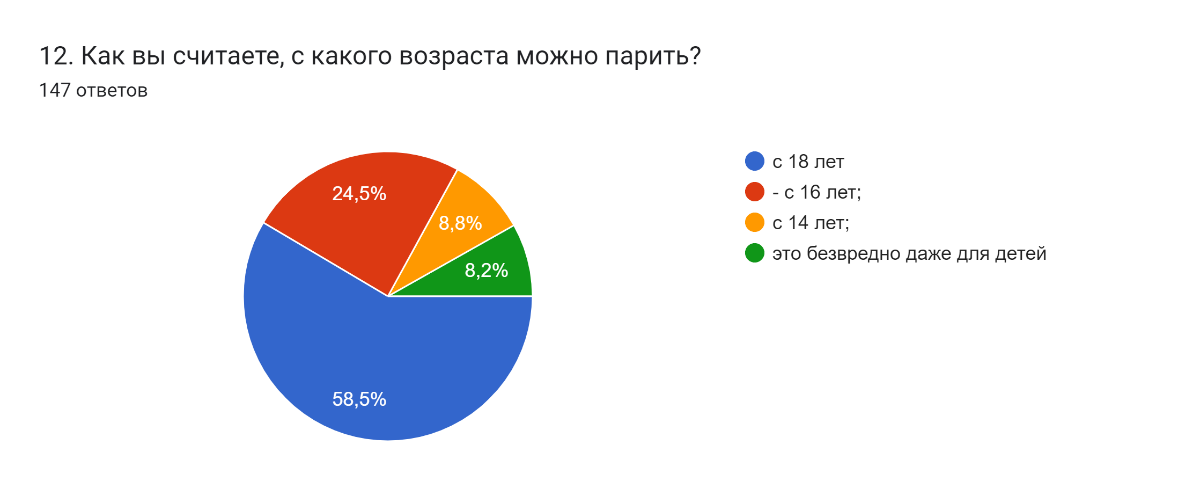 12. Как вы считаете, с какого возраста можно парить?
147 ответов
с 18 лет
- с 16 лет;
с 14 лет;
это безвредно даже для детей
24,5%
8,8%
8,2%
58,5%